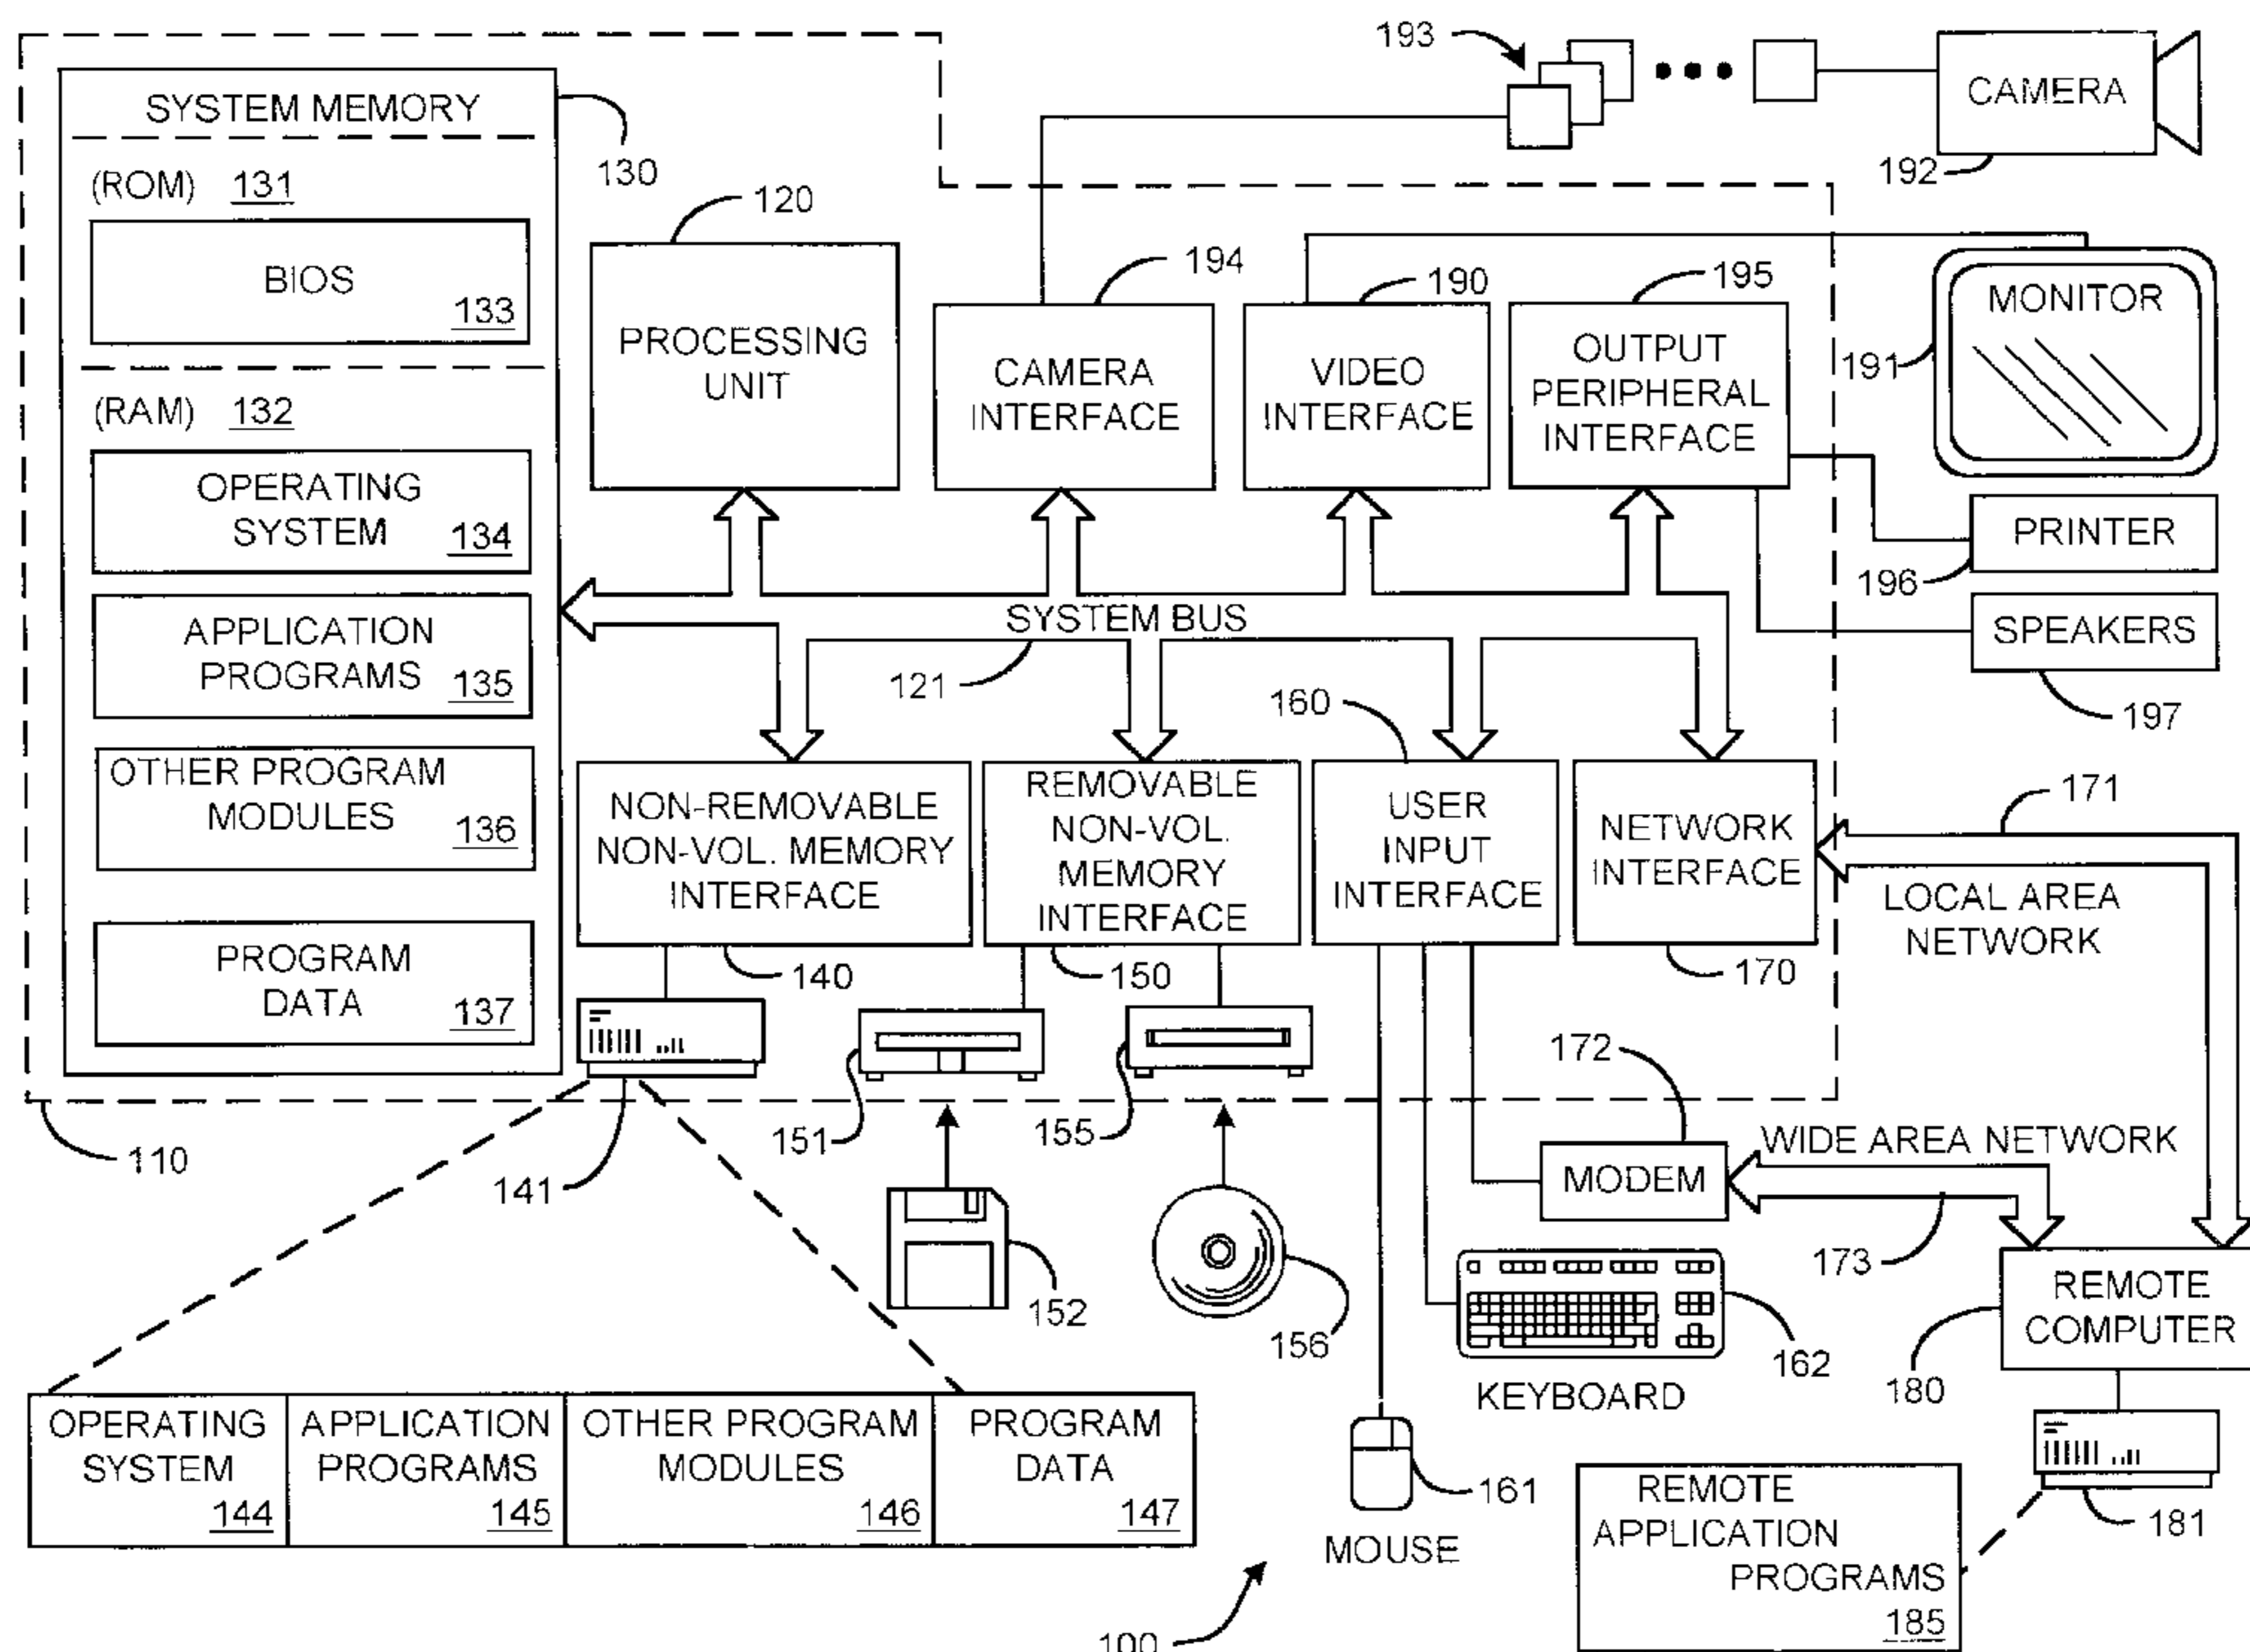 193
CAMERA
192
SYSTEM MEMORY
130
(ROM) 131
BIOS
133
(RAM) 132
OPERATING
SYSTEM
134
APPLICATION
PROGRAMS
135
OTHER PROGRAM
MODULES
136
PROGRAM
DATA
137
120
PROCESSING
UNIT
194
CAMERA
INTERFACE
190
VIDEO
INTERFACE
195
OUTPUT
PERIPHERAL
INTERFACE
MONITOR
191
PRINTER
196
SPEAKERS
197
SYSTEM BUS
121
NON-REMOVABLE
NON-VOL. MEMORY
INTERFACE
140
REMOVABLE
NON-VOL.
MEMORY
INTERFACE
150
160
USER
INPUT
INTERFACE
NETWORK
INTERFACE
170
171
LOCAL AREA
NETWORK
110
141
151
155
152
156
172
MODEM
WIDE AREA NETWORK
173
162
KEYBOARD
161
MOUSE
REMOTE
COMPUTER
180
181
OPERATING
SYSTEM
144
APPLICATION
PROGRAMS
145
OTHER PROGRAM
MODULES
146
PROGRAM
DATA
147
REMOTE
APPLICATION
PROGRAMS
185
100